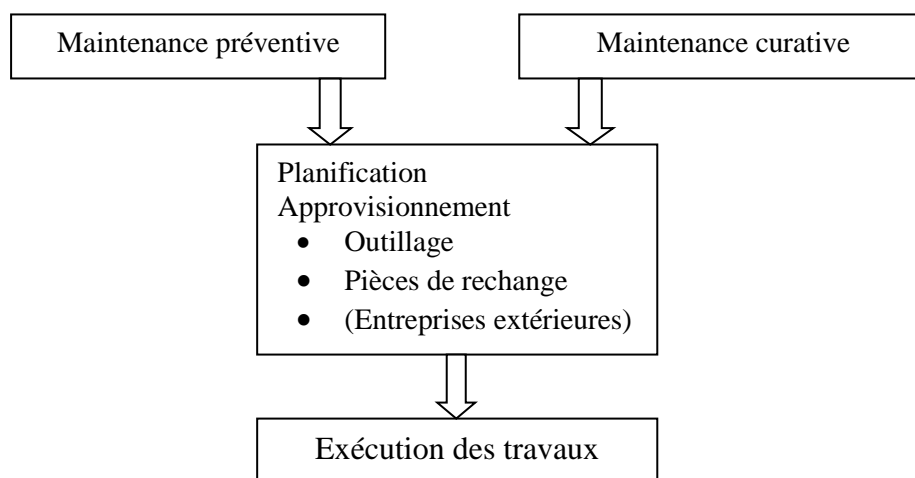 Maintenance préventive
Maintenance curative
Planification
Approvisionnement
• Outillage
• Pièces de rechange
• (Entreprises extérieures)
Exécution des travaux